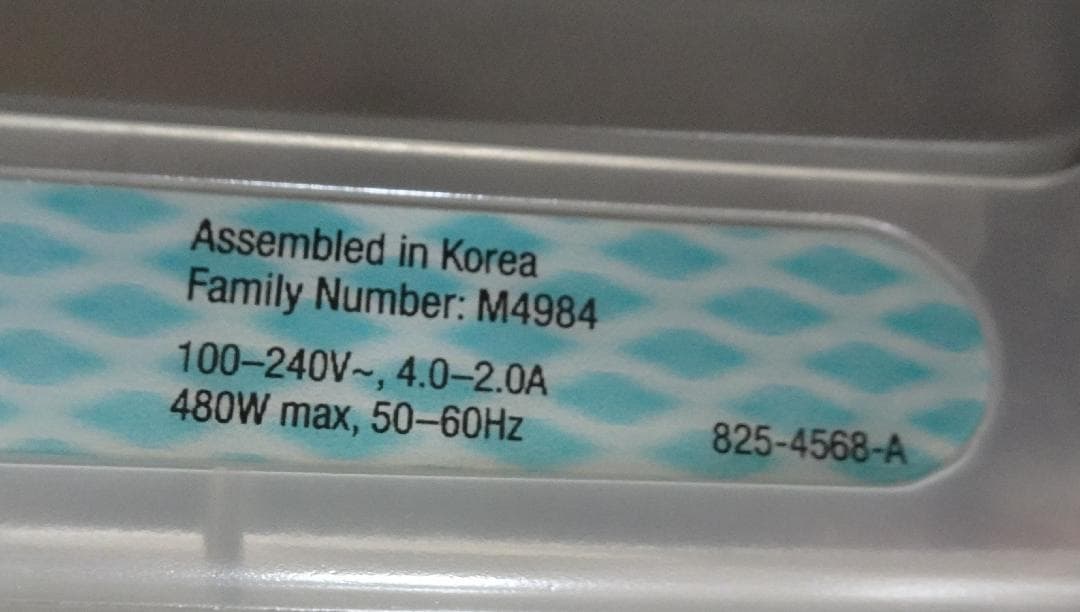 Assembled in Korea
Family Number: M4984
100–240V~, 4.0–2.0A
480W max, 50–60Hz
825-4568-A